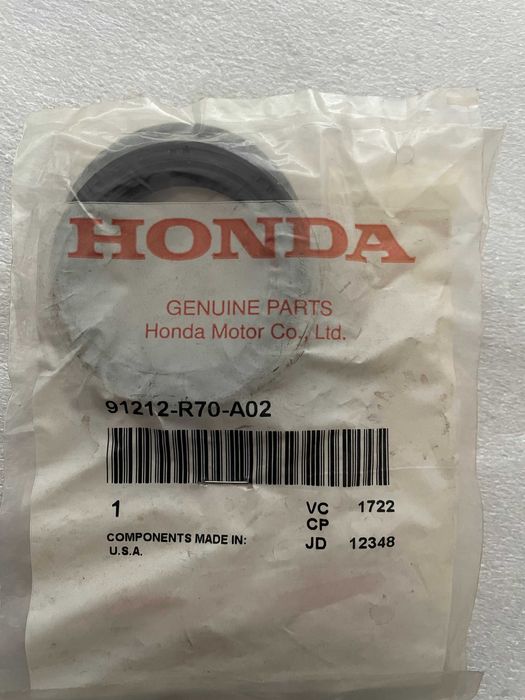 HONDA
GENUINE PARTS
Honda Motor Co., Ltd.
91212-R70-A02
1 VC 1722
CP
COMPONENTS MADE IN:
U.S.A. JD 12348